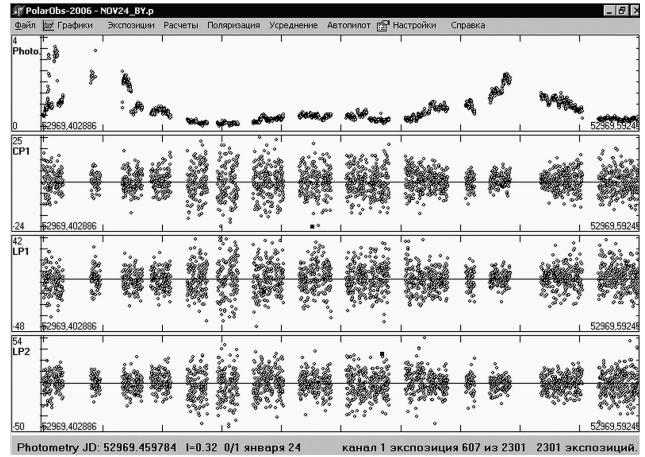 PolarObs-2006 - NOV24_BY.p
Файл Графики Экспозиции Расчеты Поляризация Усреднение Автопилот Настройки Справка
4
Photo.
0 52969,402886 52969,59249
25
CP1
-24 52969,402886 52969,59249
42
LP1
-48 52969,402886 52969,59249
54
LP2
-50 52969,402886 52969,59249
Photometry JD: 52969.459784 I=0.32 0/1 января 24 канал 1 экспозиция 607 из 2301 2301 экспозиций.